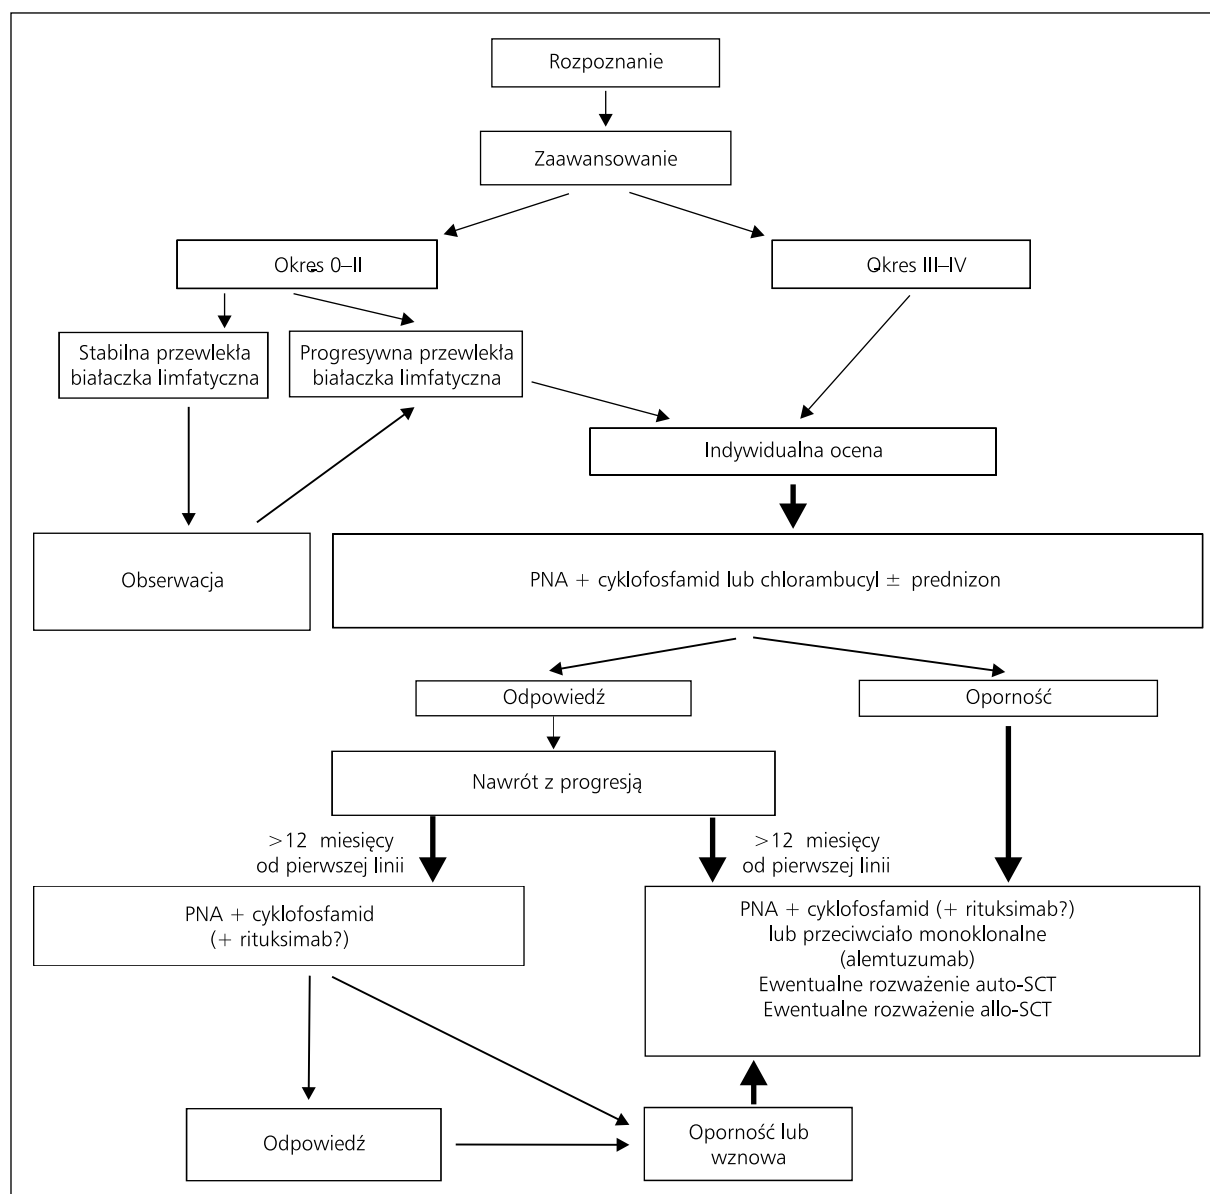 Rozpoznanie
Zaawansowanie
Okres 0–II
Okres III–IV
Stabilna przewlekła
białaczka limfatyczna
Progresywna przewlekła
białaczka limfatyczna
Indywidualna ocena
Obserwacja
PNA + cyklofosfamid lub chlorambucyl ± prednizon
Odpowiedź
Oporność
Nawrót z progresją
>12 miesięcy
od pierwszej linii
>12 miesięcy
od pierwszej linii
PNA + cyklofosfamid
(+ rituksimab?)
PNA + cyklofosfamid (+ rituksimab?)
lub przeciwciało monoklonalne
(alemtuzumab)
Ewentualne rozważenie auto-SCT
Ewentualne rozważenie allo-SCT
Odpowiedź
Oporność lub
wznowa